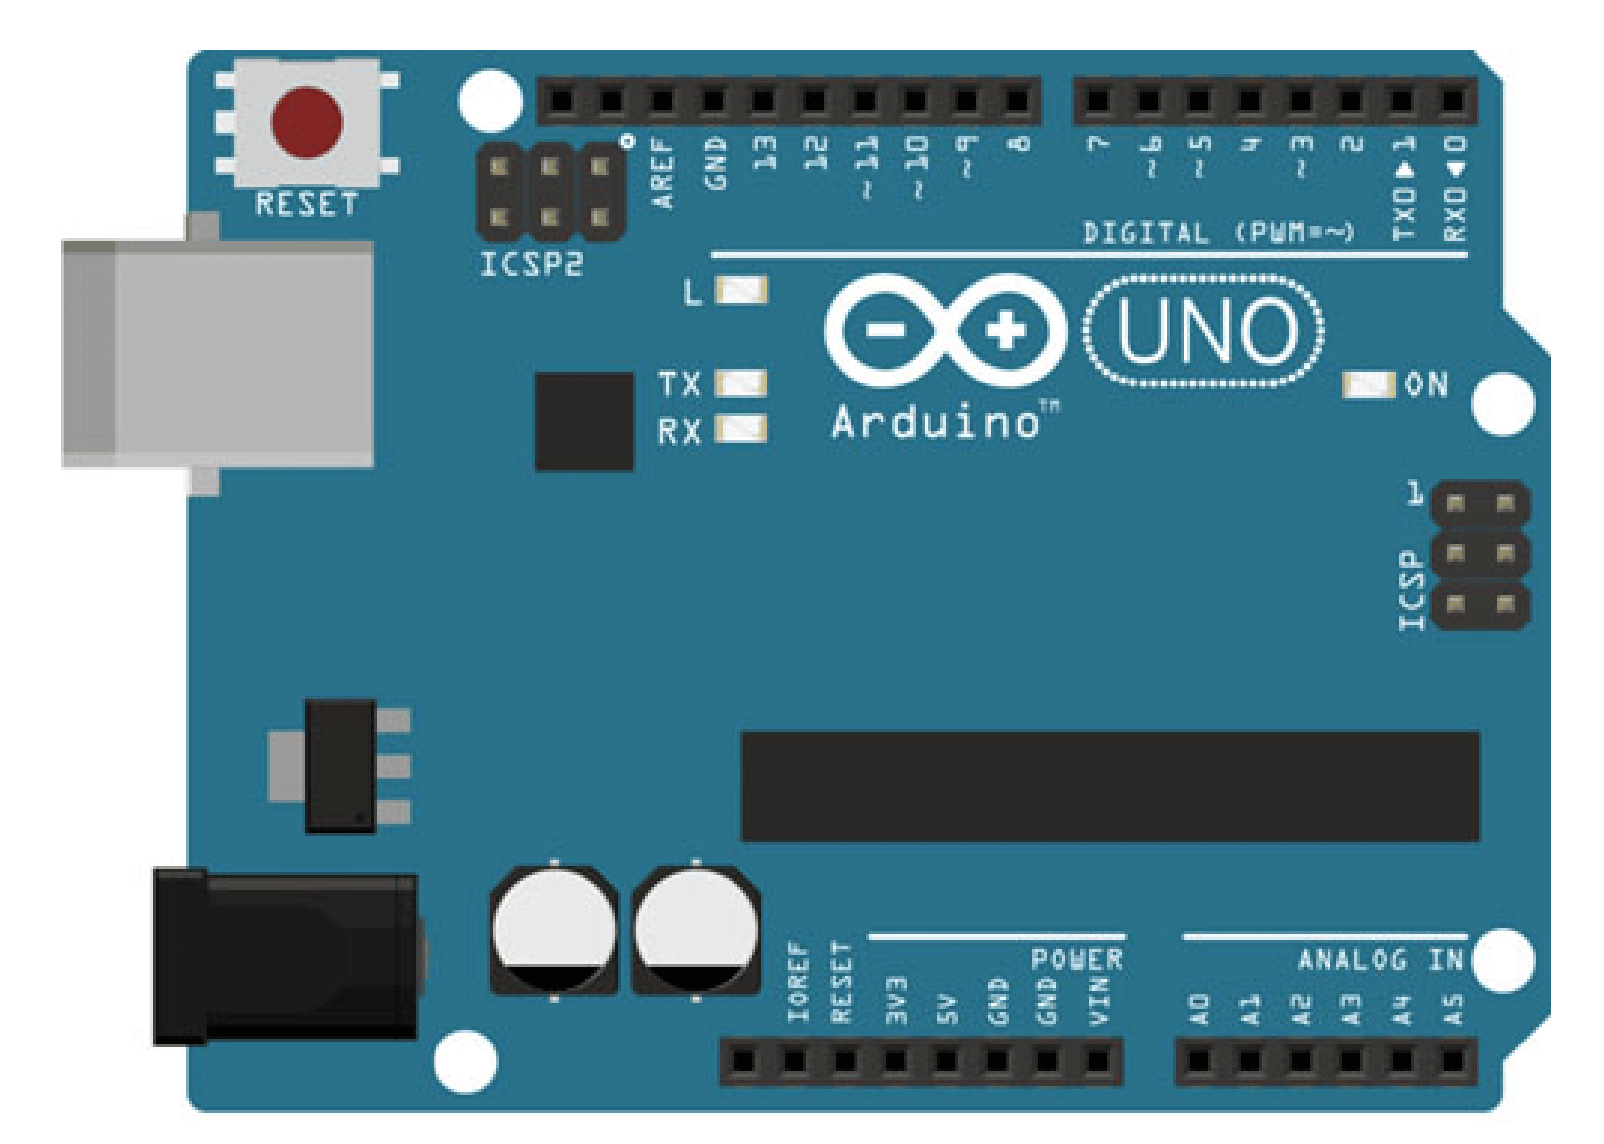 RESET
ICSP2
AREF
GND
13
12
~11
~10
~9
8
7
~6
~5
4
~3
2
TX0▶1
RX0◀0
DIGITAL (PWM=~)
L
TX
RX
Arduino™
UNO
ON
1
ICSP
POWER
IOREF
RESET
3V3
5V
GND
GND
VIN
ANALOG IN
A0
A1
A2
A3
A4
A5